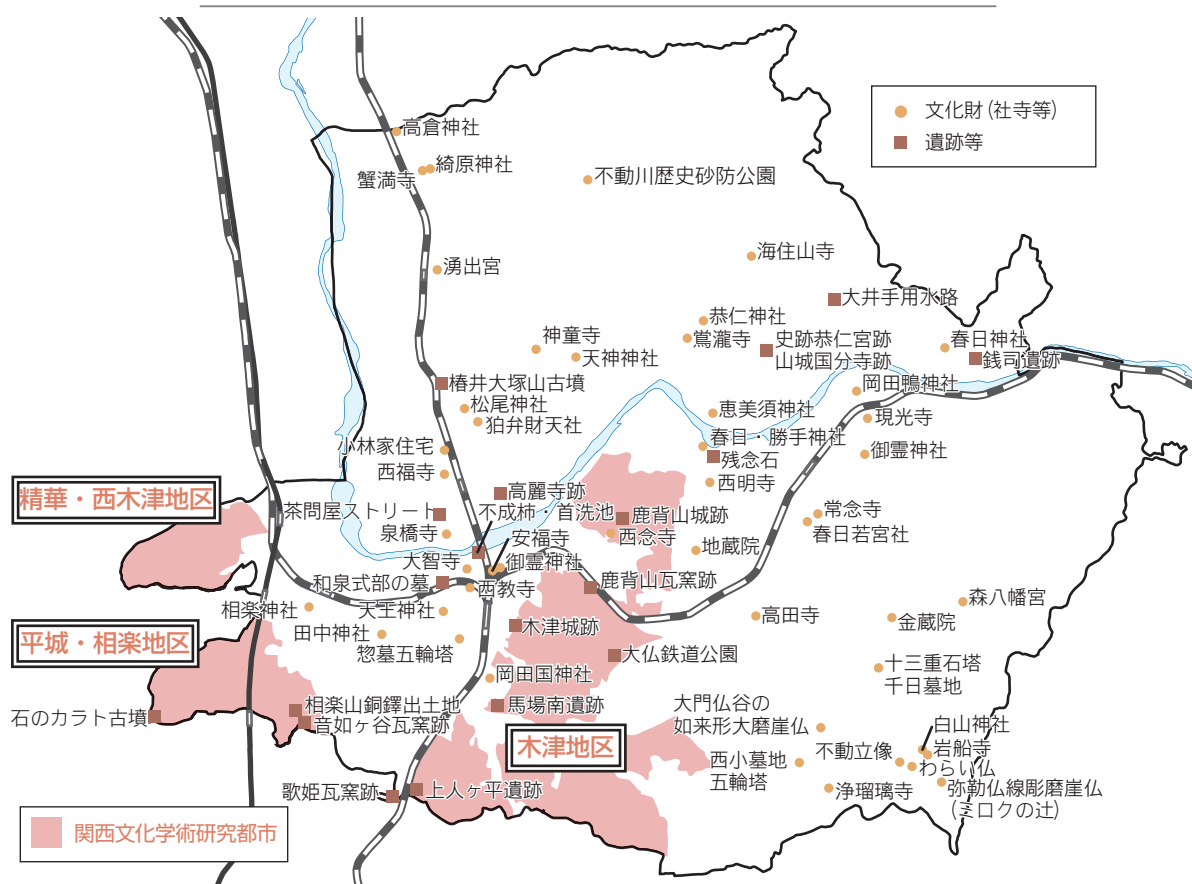 文化財(社寺等)
遺跡等
高倉神社
綺原神社
蟹満寺
不動川歴史砂防公園
海住山寺
湧出宮
大井手用水路
恭仁神社
鴬瀧寺
史跡恭仁宮跡
山城国分寺跡
春日神社
銭司遺跡
神童寺
天神神社
岡田鴨神社
椿井大塚山古墳
松尾神社
狛弁財天社
恵美須神社
現光寺
小林家住宅
春日・勝手神社
残念石
御霊神社
西福寺
西明寺
精華・西木津地区
高麗寺跡
茶問屋ストリート
不成柿・首洗池
鹿背山城跡
常念寺
春日若宮社
泉橋寺
安福寺
西念寺
地蔵院
大智寺
御霊神社
和泉式部の墓
西教寺
鹿背山瓦窯跡
相楽神社
天王神社
高田寺
森八幡宮
金蔵院
田中神社
木津城跡
平城・相楽地区
惣墓五輪塔
大仏鉄道公園
十三重石塔
千日墓地
岡田国神社
石のカラト古墳
相楽山銅鐸出土地
音如ヶ谷瓦窯跡
馬場南遺跡
大門仏谷の
如来形大磨崖仏
白山神社
木津地区
不動立像
岩船寺
わらい仏
西小墓地
五輪塔
歌姫瓦窯跡
上人ヶ平遺跡
浄瑠璃寺
弥勒仏線彫磨崖仏
(ミロクの辻)
関西文化学術研究都市